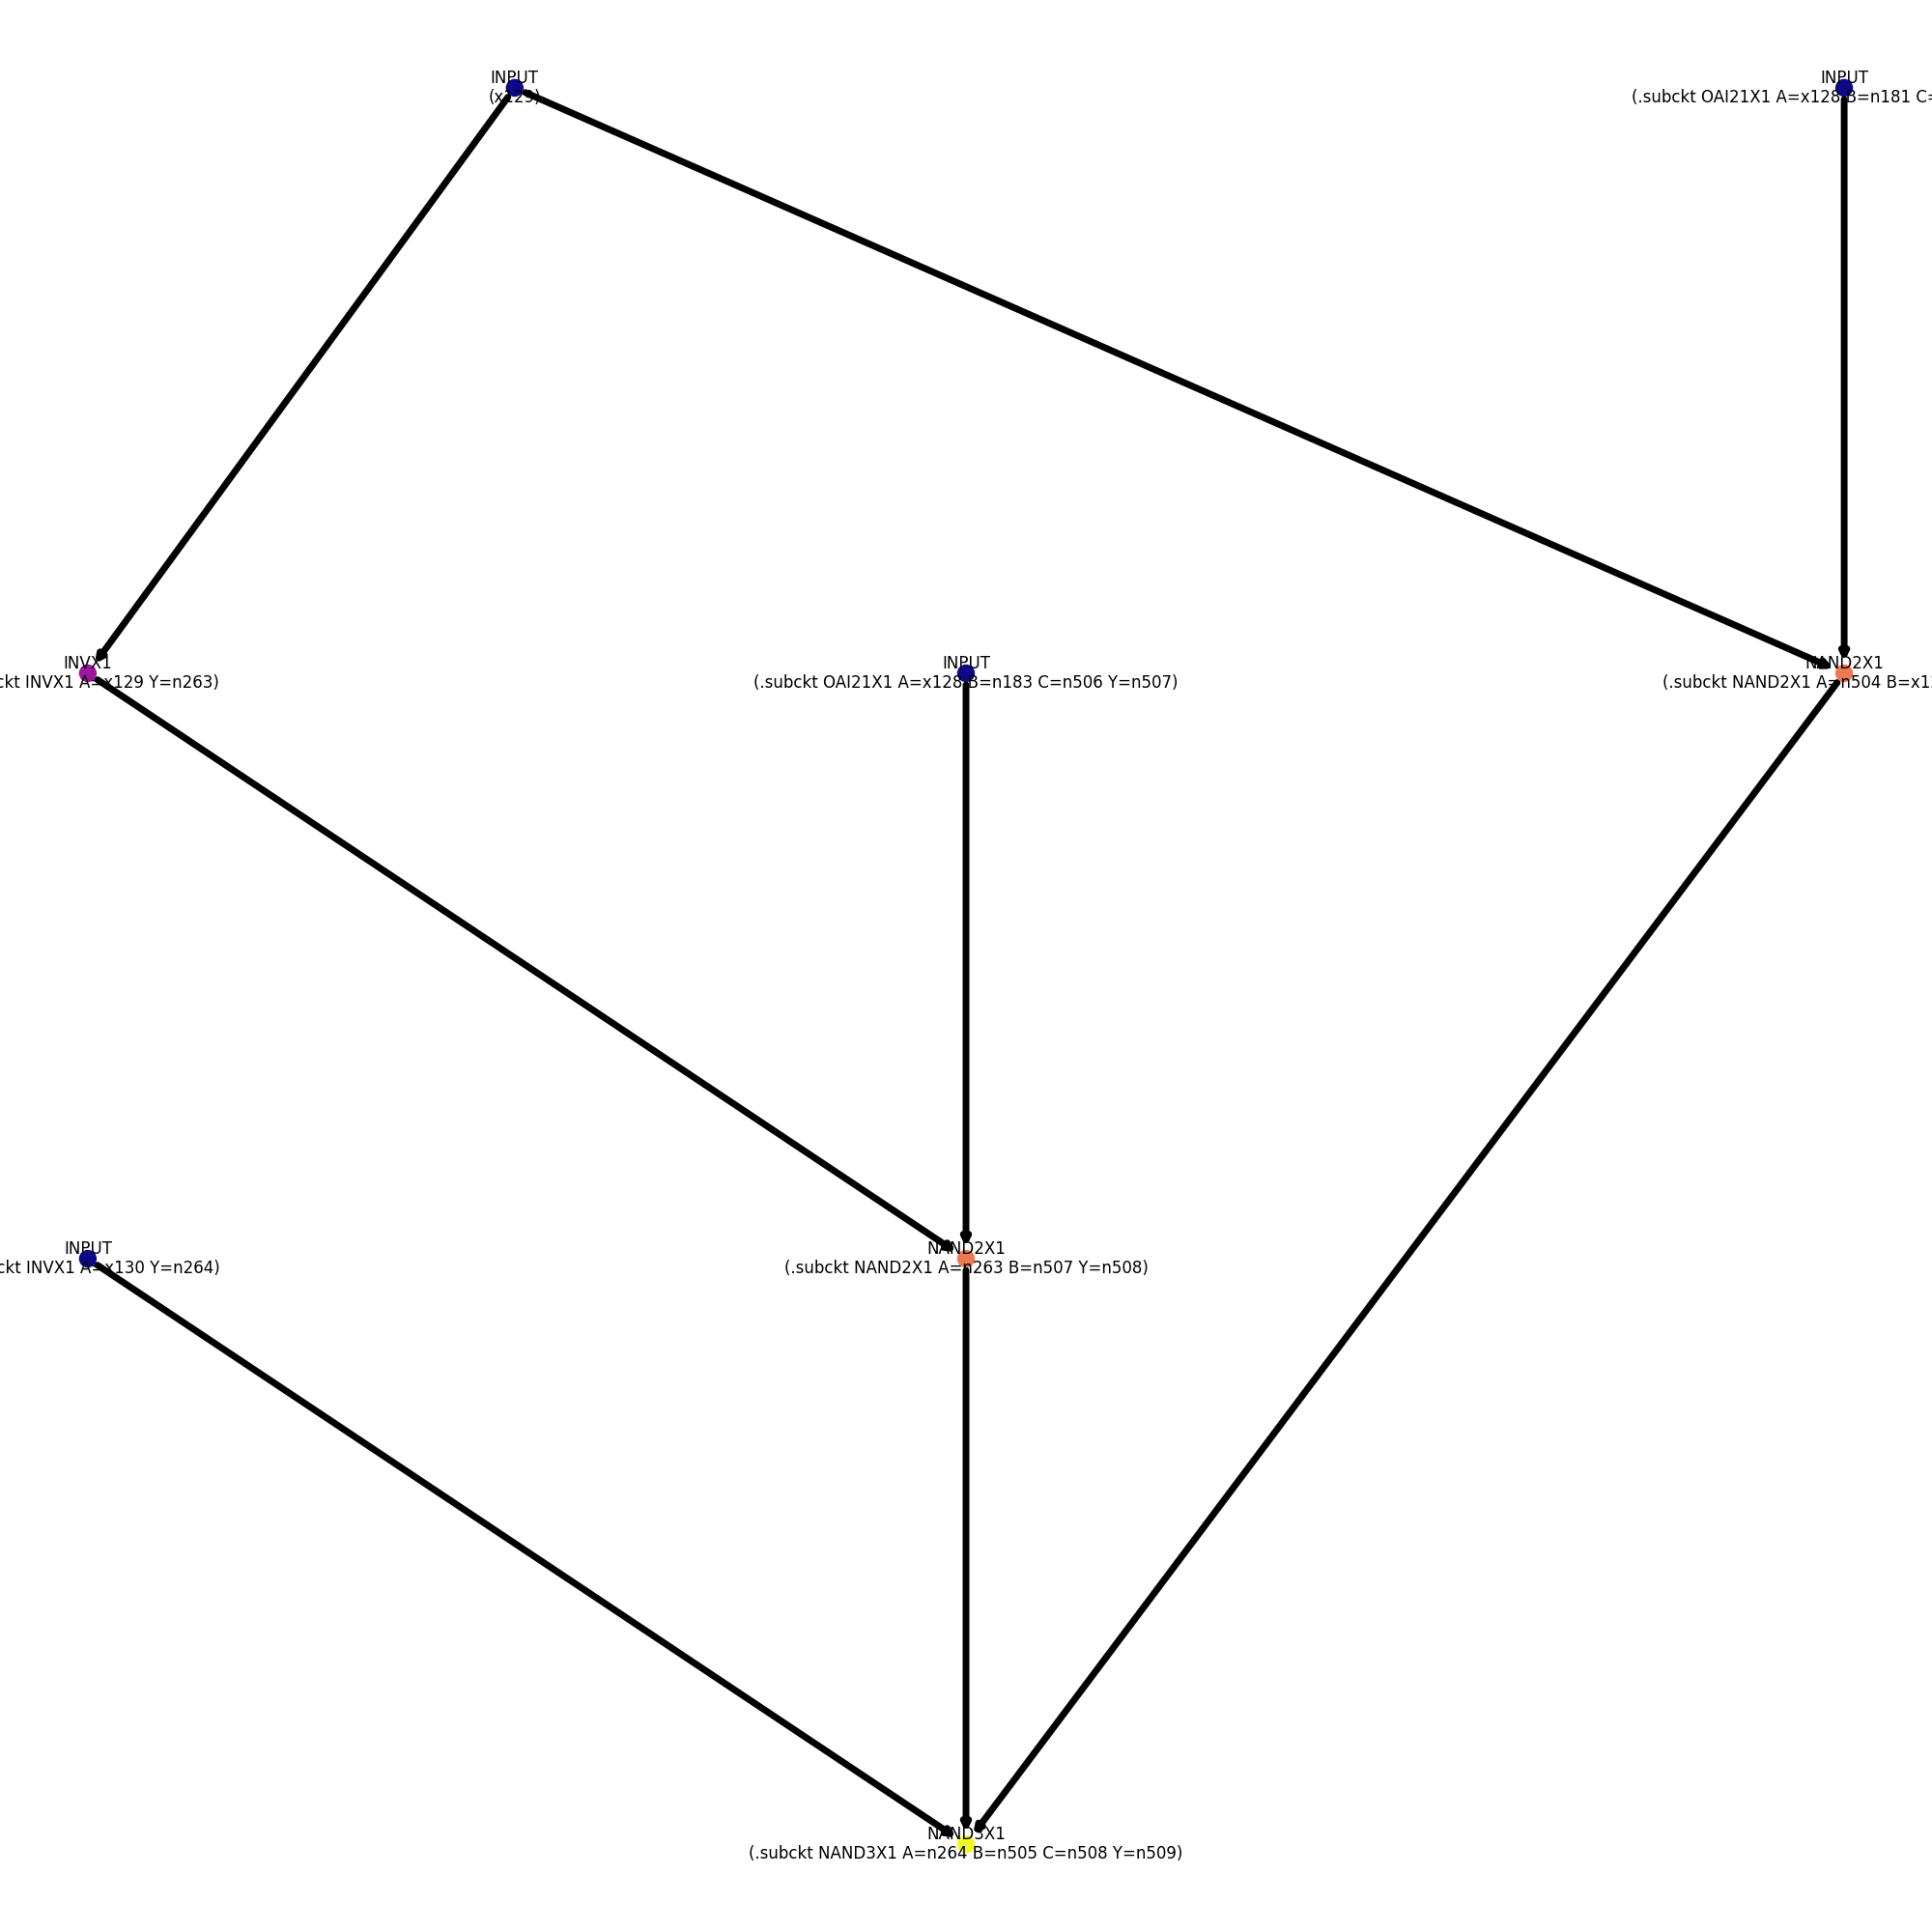 INPUT
(x129)
INPUT
(.subckt OAI21X1 A=x128 B=n181 C=
INVX1
ckt INVX1 A=x129 Y=n263)
INPUT
(.subckt OAI21X1 A=x128 B=n183 C=n506 Y=n507)
NAND2X1
(.subckt NAND2X1 A=n504 B=x1
INPUT
ckt INVX1 A=x130 Y=n264)
NAND2X1
(.subckt NAND2X1 A=n263 B=n507 Y=n508)
NAND3X1
(.subckt NAND3X1 A=n264 B=n505 C=n508 Y=n509)